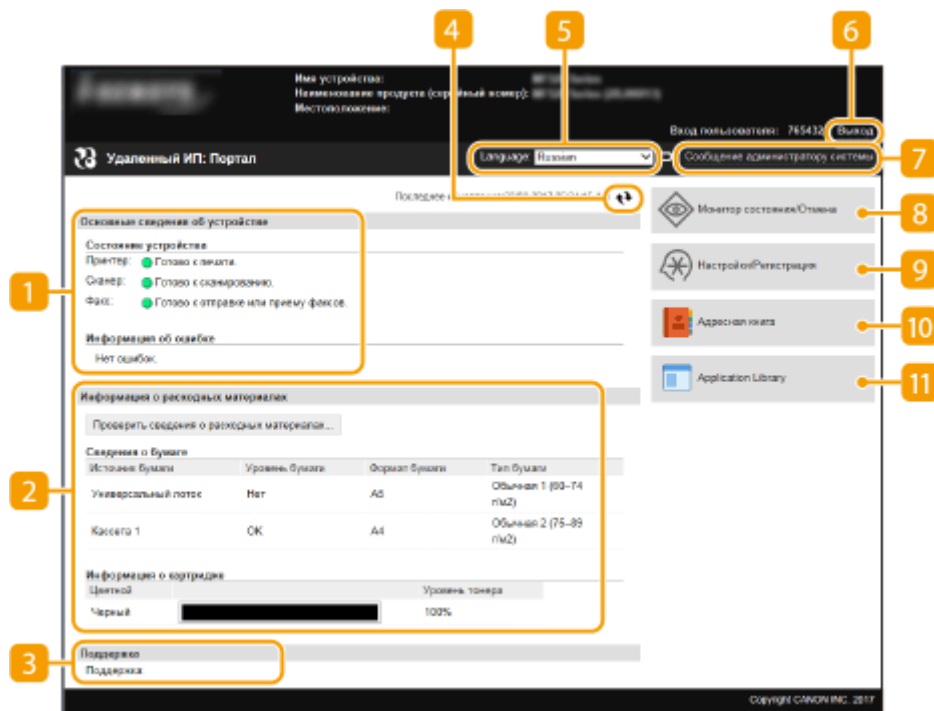 4
5
6
Имя устройства:
Наименование продукта (серийный номер):
Местоположение:
Вход пользователя: 765432
Выход
Удаленный ИП: Портал
Language: Russian
Сообщение администратору системы
7
Последнее
Основные сведения об устройстве
Состояние устройства
Принтер: Готово к печати.
Сканер: Готово к сканированию.
Факс: Готово к отправке или приему факсов.
Информация об ошибке
Нет ошибок.
1
Монитор состояния/Отмена
8
Настройки/Регистрация
9
Адресная книга
10
Application Library
11
Информация о расходных материалах
Проверить сведения о расходных материалах...
Сведения о бумаге
Источник бумаги Уровень бумаги Формат бумаги Тип бумаги
Универсальный лоток Нет A5 Обычная 1 (60–74 г/м2)
Кассета 1 OK A4 Обычная 2 (75–89 г/м2)
2
Информация о картридже
Цветной Уровень тонера
Черный 100%
3
Поддержка
Поддержка
Copyright CANON INC. 2017